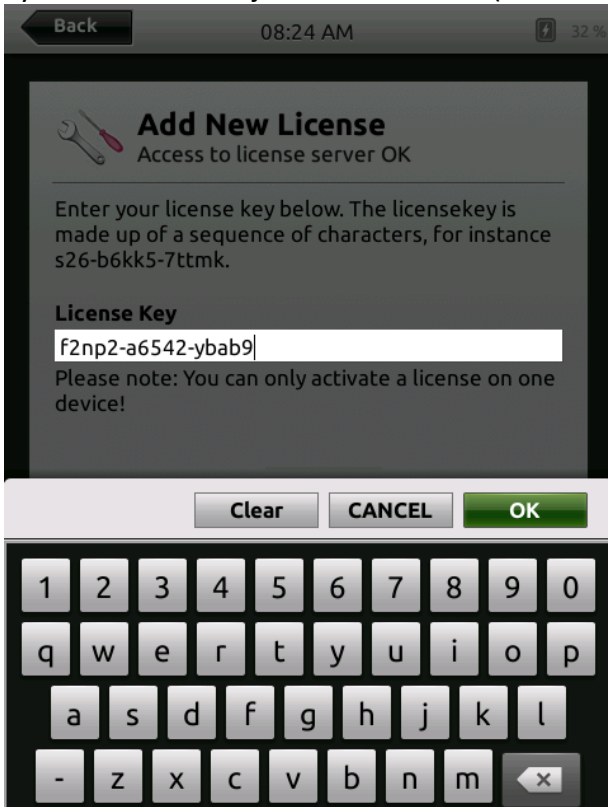 Back 08:24 AM 32 %
Add New License
Access to license server OK
Enter your license key below. The licensekey is
made up of a sequence of characters, for instance
s26-b6kk5-7ttmk.
License Key
f2np2-a6542-ybab9
Please note: You can only activate a license on one
device!
Clear CANCEL OK
1 2 3 4 5 6 7 8 9 0
q w e r t y u i o p
a s d f g h j k l
- z x c v b n m